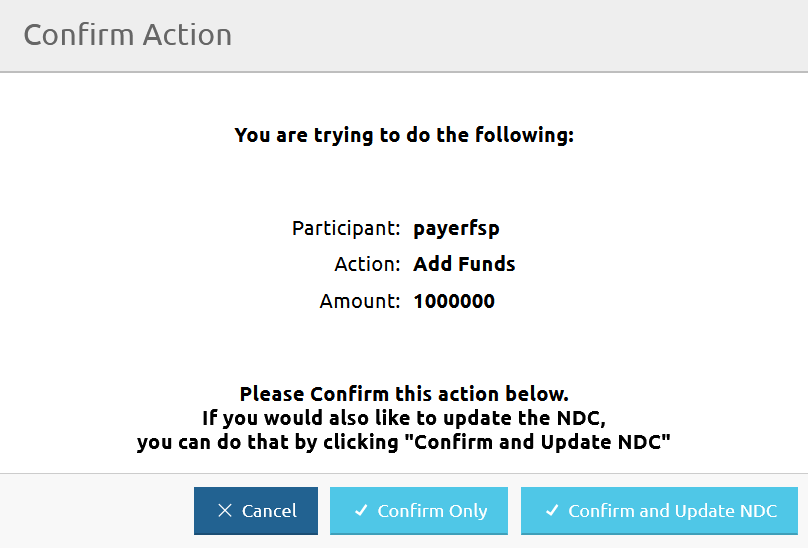 Confirm Action
You are trying to do the following:
Participant: payerfsp
Action: Add Funds
Amount: 1000000
Please Confirm this action below.
If you would also like to update the NDC,
you can do that by clicking "Confirm and Update NDC"
Cancel
Confirm Only
Confirm and Update NDC